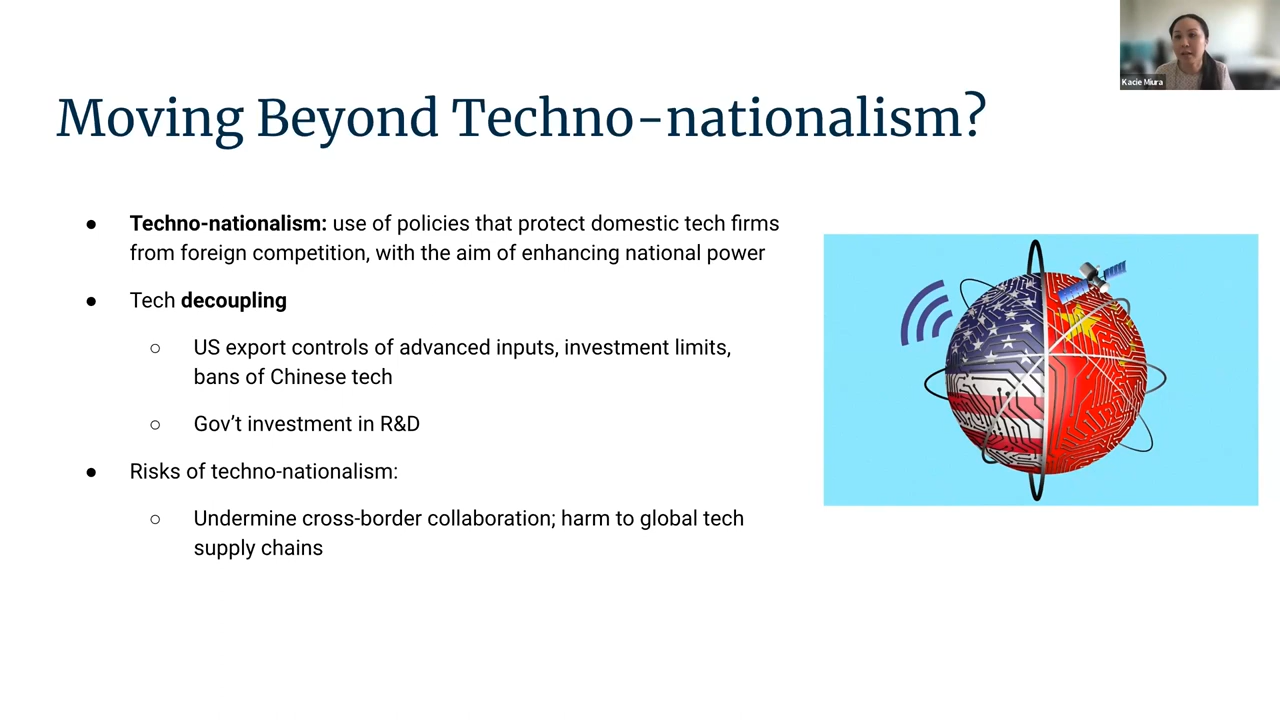 Kacie Miura
Moving Beyond Techno-nationalism?
● Techno-nationalism: use of policies that protect domestic tech firms
from foreign competition, with the aim of enhancing national power
● Tech decoupling
○ US export controls of advanced inputs, investment limits,
bans of Chinese tech
○ Gov’t investment in R&D
● Risks of techno-nationalism:
○ Undermine cross-border collaboration; harm to global tech
supply chains